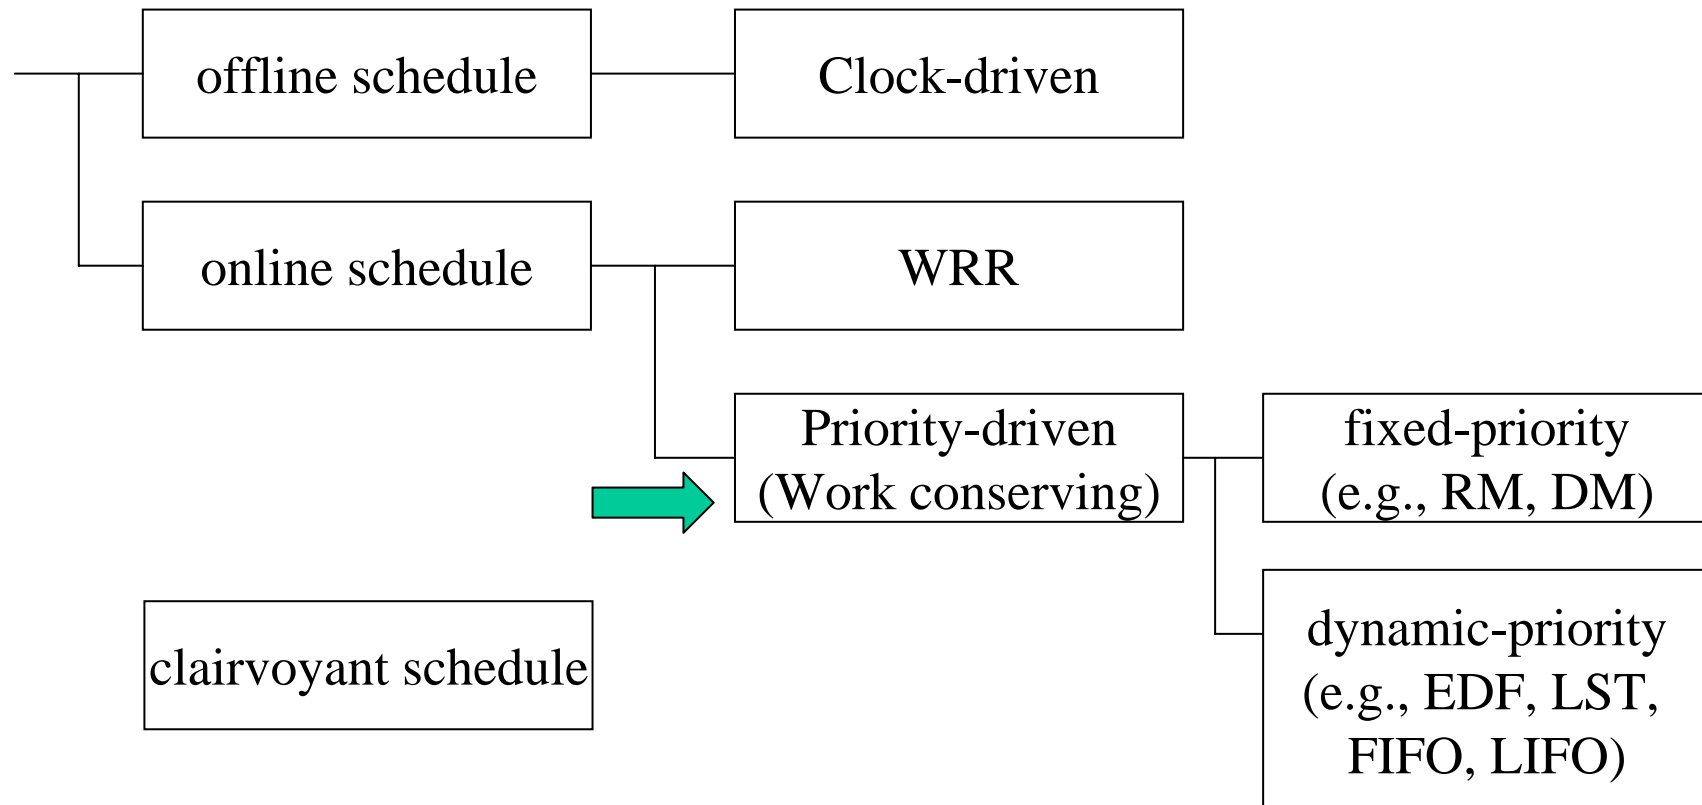 offline schedule
Clock-driven
online schedule
WRR
Priority-driven
(Work conserving)
fixed-priority
(e.g., RM, DM)
clairvoyant schedule
dynamic-priority
(e.g., EDF, LST,
FIFO, LIFO)